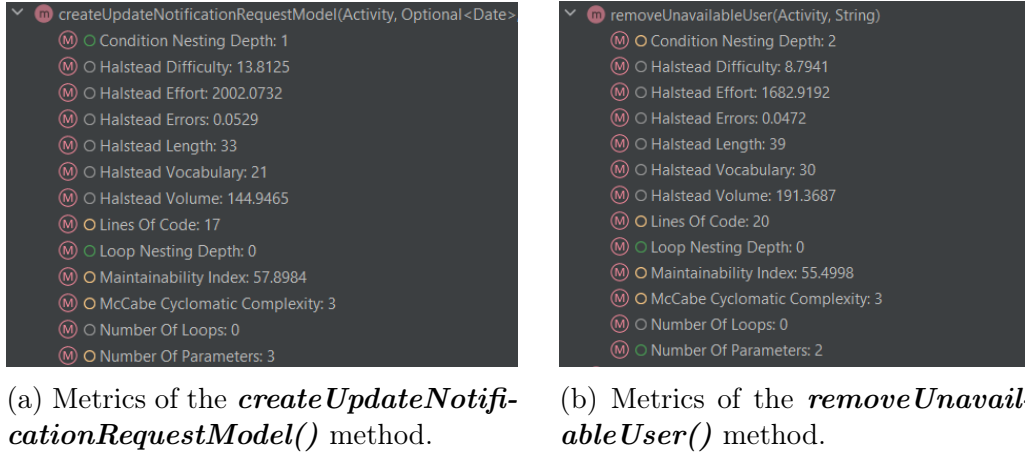 createUpdateNotificationRequestModel(Activity, Optional<Date>,
M Condition Nesting Depth: 1
M Halstead Difficulty: 13.8125
M Halstead Effort: 2002.0732
M Halstead Errors: 0.0529
M Halstead Length: 33
M Halstead Vocabulary: 21
M Halstead Volume: 144.9465
M Lines Of Code: 17
M Loop Nesting Depth: 0
M Maintainability Index: 57.8984
M McCabe Cyclomatic Complexity: 3
M Number Of Loops: 0
M Number Of Parameters: 3
(a) Metrics of the createUpdateNotifi-
cationRequestModel() method.
m removeUnavailableUser(Activity, String)
M Condition Nesting Depth: 2
M Halstead Difficulty: 8.7941
M Halstead Effort: 1682.9192
M Halstead Errors: 0.0472
M Halstead Length: 39
M Halstead Vocabulary: 30
M Halstead Volume: 191.3687
M Lines Of Code: 20
M Loop Nesting Depth: 0
M Maintainability Index: 55.4998
M McCabe Cyclomatic Complexity: 3
M Number Of Loops: 0
M Number Of Parameters: 2
(b) Metrics of the removeUnavail-
ableUser() method.